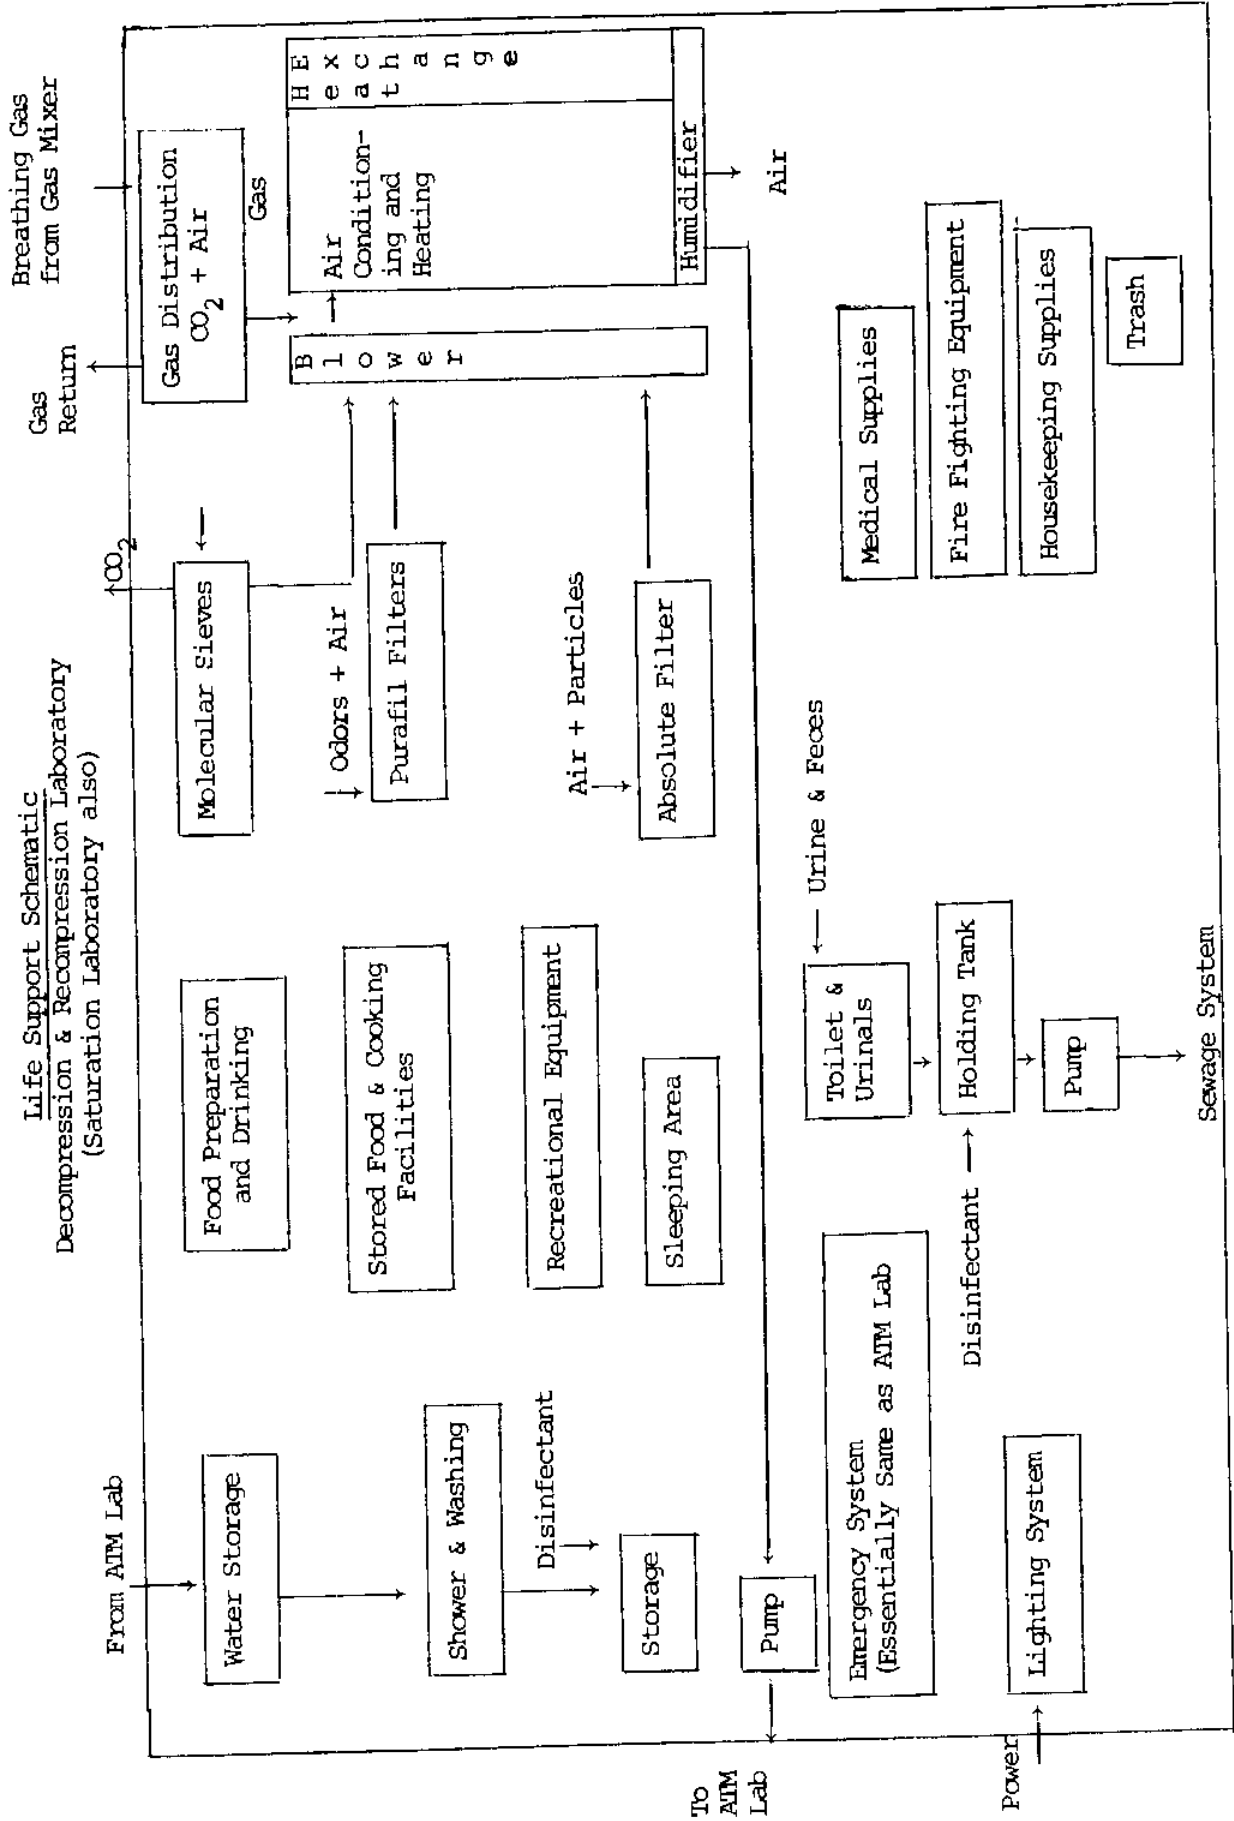 Life Support Schematic
Decompression & Recompression Laboratory
(Saturation Laboratory also)
From ATM Lab
CO2
Gas
Return
Breathing Gas
from Gas Mixer
Water Storage
Food Preparation
and Drinking
Molecular Sieves
Gas Distribution
CO2 + Air
Gas
Shower & Washing
Stored Food & Cooking
Facilities
Odors + Air
Purafil Filters
Blower
Air
Condition-
ing and
Heating
HEexacthange
Disinfectant
Storage
Recreational Equipment
Sleeping Area
Air + Particles
Absolute Filter
Humidifier
Air
To
ATM
Lab
Pump
Emergency System
(Essentially Same as ATM Lab
Toilet &
Urinals
Urine & Feces
Medical Supplies
Disinfectant
Holding Tank
Fire Fighting Equipment
Power
Lighting System
Pump
Housekeeping Supplies
Trash
Sewage System